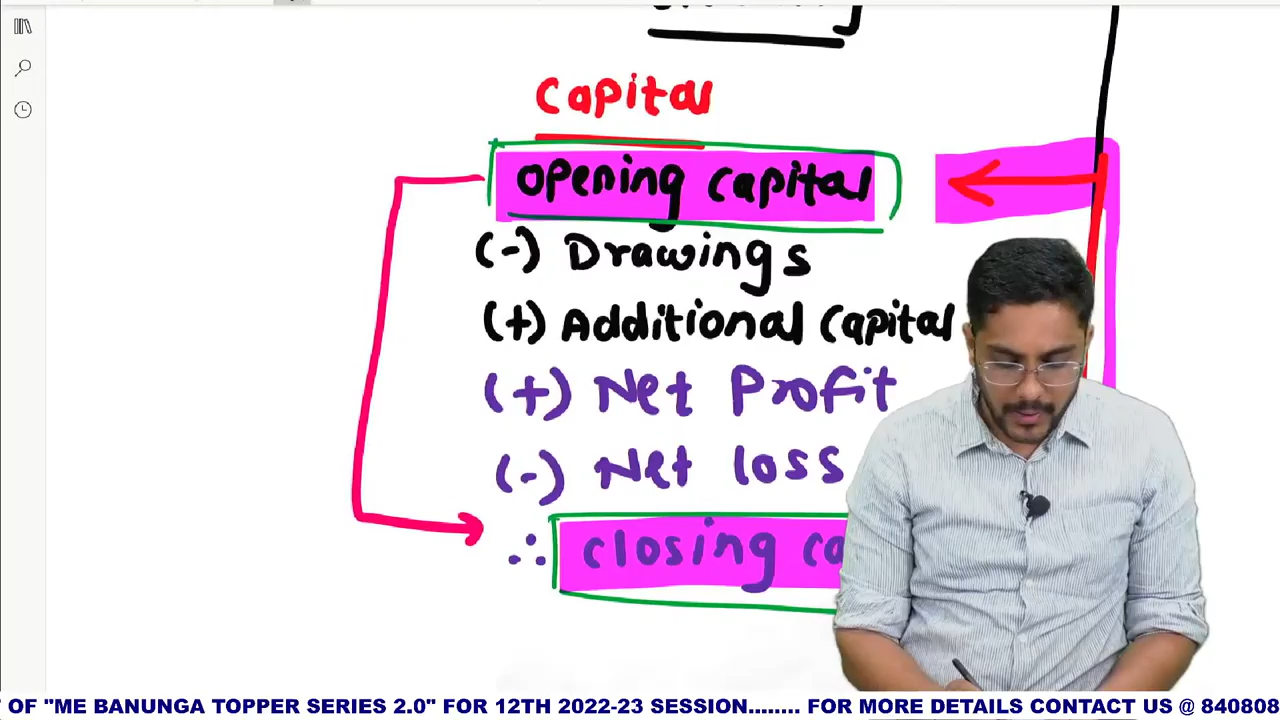 Capital
opening capital
(-) Drawings
(+) Additional capital
(+) Net Profit
(-) Net loss
∴ closing
T OF "ME BANUNGA TOPPER SERIES 2.0" FOR 12TH 2022-23 SESSION........ FOR MORE DETAILS CONTACT US @ 840808